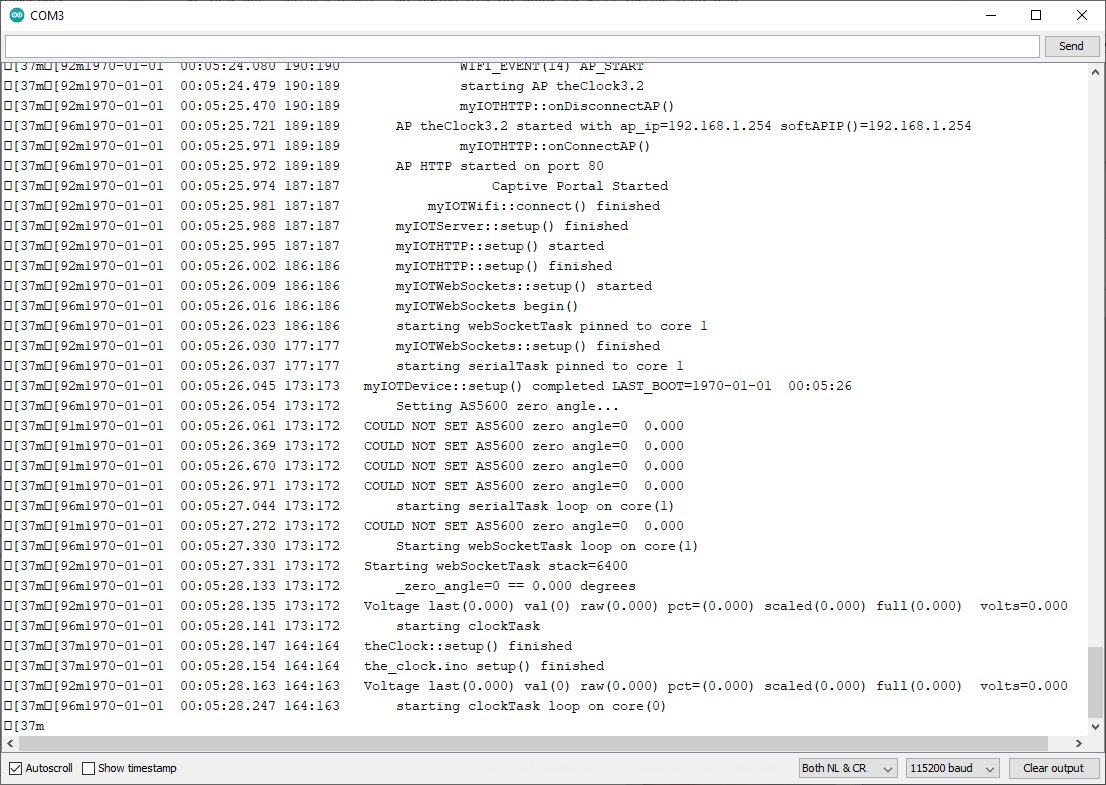 COM3
Send
□[37m□[92m1970-01-01  00:05:24.080 190:190               WIFI_EVENT(14) AP_START
□[37m□[92m1970-01-01  00:05:24.479 190:189               starting AP theClock3.2
□[37m□[92m1970-01-01  00:05:25.470 190:189               myIOTHTTP::onDisconnectAP()
□[37m□[96m1970-01-01  00:05:25.721 189:189       AP theClock3.2 started with ap_ip=192.168.1.254 softAPIP()=192.168.1.254
□[37m□[92m1970-01-01  00:05:25.971 189:189               myIOTHTTP::onConnectAP()
□[37m□[96m1970-01-01  00:05:25.972 189:189       AP HTTP started on port 80
□[37m□[92m1970-01-01  00:05:25.974 187:187                   Captive Portal Started
□[37m□[92m1970-01-01  00:05:25.981 187:187           myIOTWifi::connect() finished
□[37m□[92m1970-01-01  00:05:25.988 187:187       myIOTServer::setup() finished
□[37m□[92m1970-01-01  00:05:25.995 187:187       myIOTHTTP::setup() started
□[37m□[92m1970-01-01  00:05:26.002 186:186       myIOTHTTP::setup() finished
□[37m□[92m1970-01-01  00:05:26.009 186:186       myIOTWebSockets::setup() started
□[37m□[96m1970-01-01  00:05:26.016 186:186       myIOTWebSockets begin()
□[37m□[96m1970-01-01  00:05:26.023 186:186       starting webSocketTask pinned to core 1
□[37m□[92m1970-01-01  00:05:26.030 177:177       myIOTWebSockets::setup() finished
□[37m□[96m1970-01-01  00:05:26.037 177:177       starting serialTask pinned to core 1
□[37m□[92m1970-01-01  00:05:26.045 173:173   myIOTDevice::setup() completed LAST_BOOT=1970-01-01  00:05:26
□[37m□[96m1970-01-01  00:05:26.054 173:172       Setting AS5600 zero angle...
□[37m□[91m1970-01-01  00:05:26.061 173:172   COULD NOT SET AS5600 zero angle=0  0.000
□[37m□[91m1970-01-01  00:05:26.369 173:172   COULD NOT SET AS5600 zero angle=0  0.000
□[37m□[91m1970-01-01  00:05:26.670 173:172   COULD NOT SET AS5600 zero angle=0  0.000
□[37m□[91m1970-01-01  00:05:26.971 173:172   COULD NOT SET AS5600 zero angle=0  0.000
□[37m□[96m1970-01-01  00:05:27.044 173:172       starting serialTask loop on core(1)
□[37m□[91m1970-01-01  00:05:27.272 173:172   COULD NOT SET AS5600 zero angle=0  0.000
□[37m□[96m1970-01-01  00:05:27.330 173:172       Starting webSocketTask loop on core(1)
□[37m□[92m1970-01-01  00:05:27.331 173:172   Starting webSocketTask stack=6400
□[37m□[96m1970-01-01  00:05:28.133 173:172       _zero_angle=0 == 0.000 degrees
□[37m□[92m1970-01-01  00:05:28.135 173:172   Voltage last(0.000) val(0) raw(0.000) pct=(0.000) scaled(0.000) full(0.000)  volts=0.000
□[37m□[96m1970-01-01  00:05:28.141 173:172       starting clockTask
□[37m□[37m1970-01-01  00:05:28.147 164:164   theClock::setup() finished
□[37m□[37m1970-01-01  00:05:28.154 164:164   the_clock.ino setup() finished
□[37m□[92m1970-01-01  00:05:28.163 164:163   Voltage last(0.000) val(0) raw(0.000) pct=(0.000) scaled(0.000) full(0.000)  volts=0.000
□[37m□[96m1970-01-01  00:05:28.247 164:163       starting clockTask loop on core(0)
□[37m
Autoscroll Show timestamp Both NL & CR 115200 baud Clear output